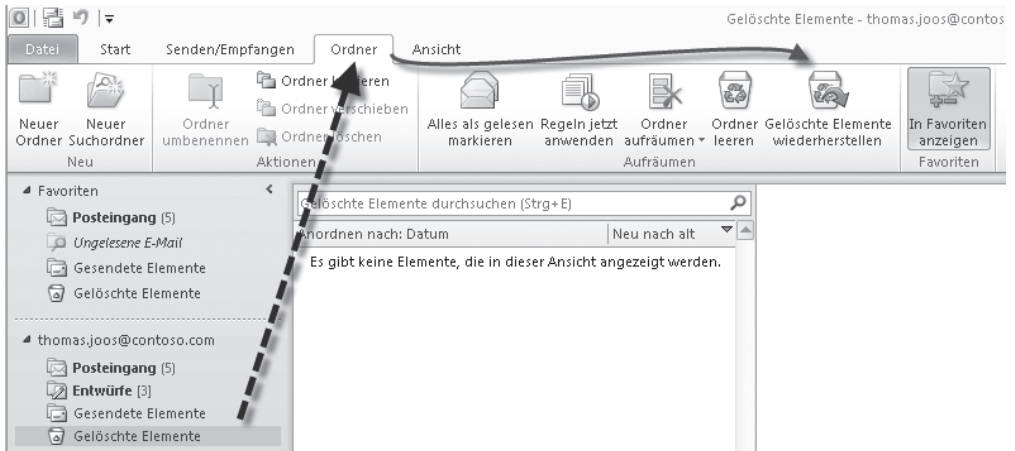 Gelöschte Elemente - thomas.joos@contos
Datei Start Senden/Empfangen Ordner Ansicht
Neuer Ordner
Neuer Suchordner
Neu
Ordner umbenennen
Ordner
Ordner verschieben
Ordner löschen
Aktionen
Alles als gelesen markieren
Regeln jetzt anwenden
Ordner aufräumen
Ordner leeren
Gelöschte Elemente wiederherstellen
Aufräumen
In Favoriten anzeigen
Favoriten
Favoriten
Posteingang (5)
Ungelesene E-Mail
Gesendete Elemente
Gelöschte Elemente
thomas.joos@contoso.com
Posteingang (5)
Entwürfe [3]
Gesendete Elemente
Gelöschte Elemente
Gelöschte Elemente durchsuchen (Strg+E)
Anordnen nach: Datum Neu nach alt
Es gibt keine Elemente, die in dieser Ansicht angezeigt werden.